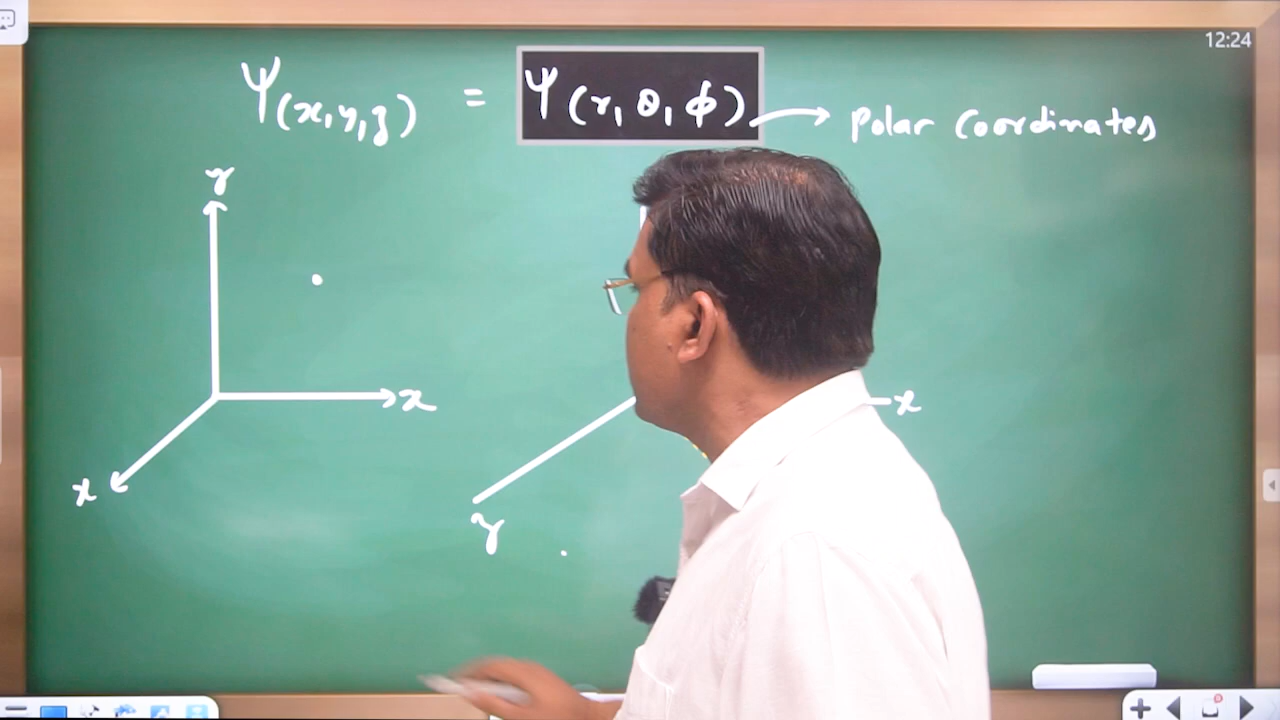 12:24
Ψ(x,y,z) = Ψ(r, θ, ϕ) → Polar Coordinates
Y
x
x
x
Y